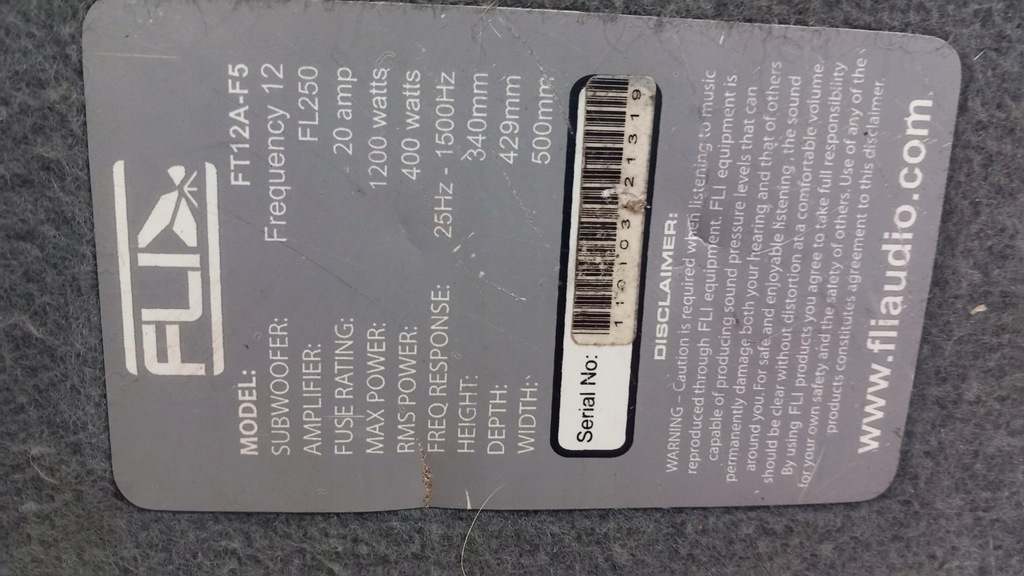 FLI
MODEL: FT12A-F5
SUBWOOFER: Frequency 12
AMPLIFIER: FL250
FUSE RATING: 20 amp
MAX POWER: 1200 watts
RMS POWER: 400 watts
FREQ RESPONSE: 25Hz - 1500Hz
HEIGHT: 340mm
DEPTH: 429mm
WIDTH: 500mm
Serial No:
DISCLAIMER:
WARNING – Caution is required when listening to music
reproduced through FLI equipment. FLI equipment is
capable of producing sound pressure levels that can
permanently damage both your hearing and that of others
around you. For safe and enjoyable listening, the sound
should be clear without distortion at a comfortable volume.
By using FLI products you agree to take full responsibility
for your own safety and the safety of others. Use of any of the
products constitutes agreement to this disclaimer.
www.fliaudio.com